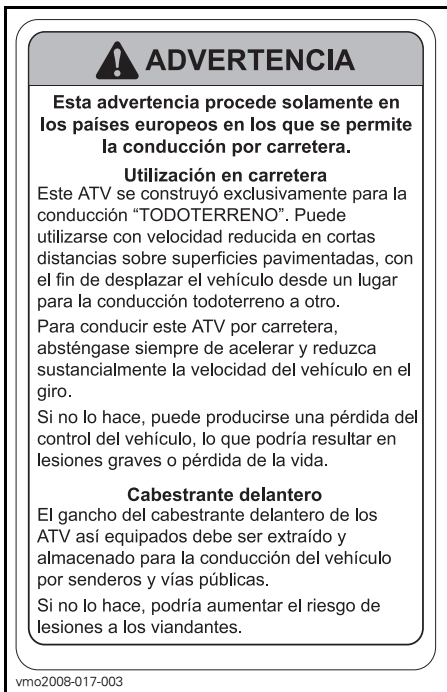 ADVERTENCIA
Esta advertencia procede solamente en
los países europeos en los que se permite
la conducción por carretera.
Utilización en carretera
Este ATV se construyó exclusivamente para la
conducción “TODOTERRENO”. Puede
utilizarse con velocidad reducida en cortas
distancias sobre superficies pavimentadas, con
el fin de desplazar el vehículo desde un lugar
para la conducción todoterreno a otro.
Para conducir este ATV por carretera,
absténgase siempre de acelerar y reduzca
sustancialmente la velocidad del vehículo en el
giro.
Si no lo hace, puede producirse una pérdida del
control del vehículo, lo que podría resultar en
lesiones graves o pérdida de la vida.
Cabestrante delantero
El gancho del cabestrante delantero de los
ATV así equipados debe ser extraído y
almacenado para la conducción del vehículo
por senderos y vías públicas.
Si no lo hace, podría aumentar el riesgo de
lesiones a los viandantes.
vmo2008-017-003